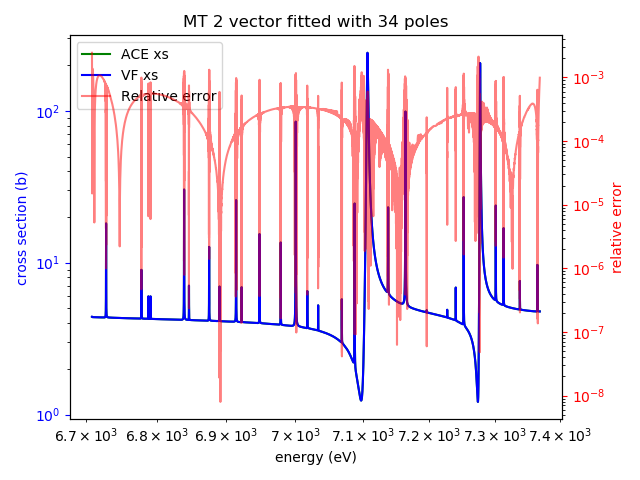 MT 2 vector fitted with 34 poles
ACE xs
VF xs
Relative error
cross section (b)
10²
10¹
10⁰
relative error
10⁻³
10⁻⁴
10⁻⁵
10⁻⁶
10⁻⁷
10⁻⁸
6.7 × 10³ 6.8 × 10³ 6.9 × 10³ 7 × 10³ 7.1 × 10³ 7.2 × 10³ 7.3 × 10³ 7.4 × 10³
energy (eV)